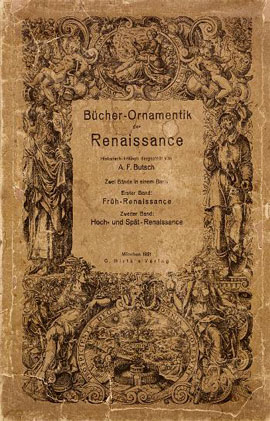 Bücher-Ornamentik
der
Renaissance
Historisch-kritisch dargestellt von
A. F. Butsch
Zwei Bände in einem Band
Erster Band:
Früh-Renaissance
Zweiter Band:
Hoch- und Spät-Renaissance
München 1921
G. Hirth's Verlag